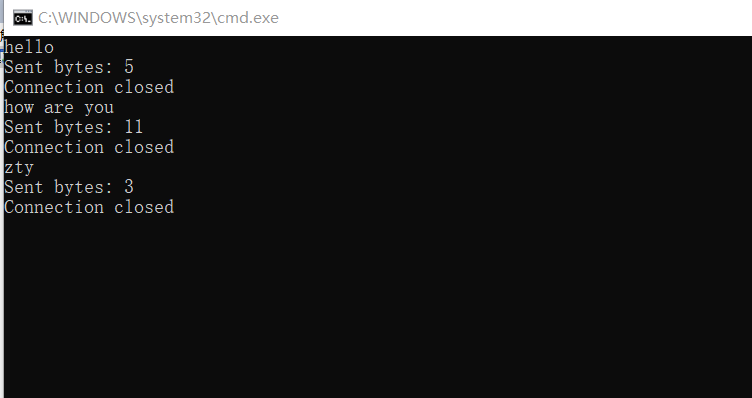 C:\WINDOWS\system32\cmd.exe
hello
Sent bytes: 5
Connection closed
how are you
Sent bytes: 11
Connection closed
zty
Sent bytes: 3
Connection closed